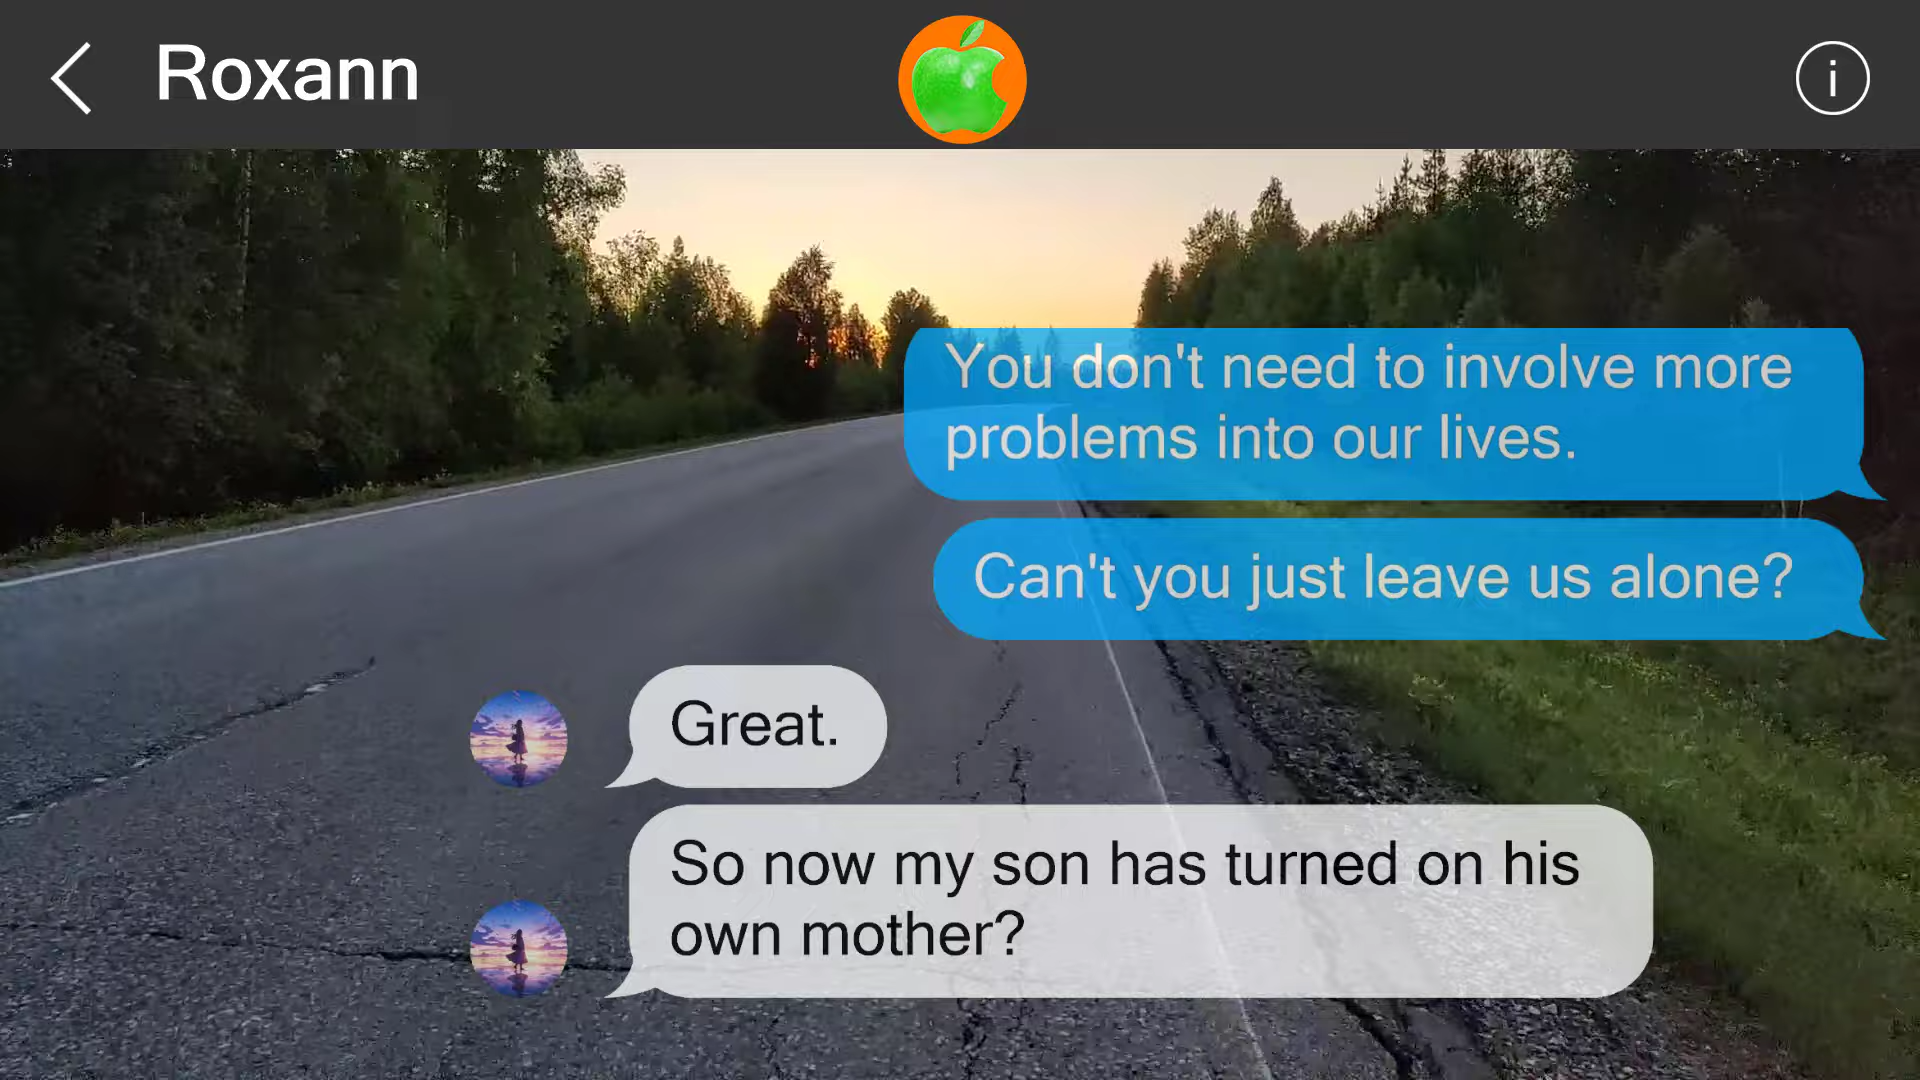 Roxann
i
You don't need to involve more
problems into our lives.
Can't you just leave us alone?
Great.
So now my son has turned on his
own mother?